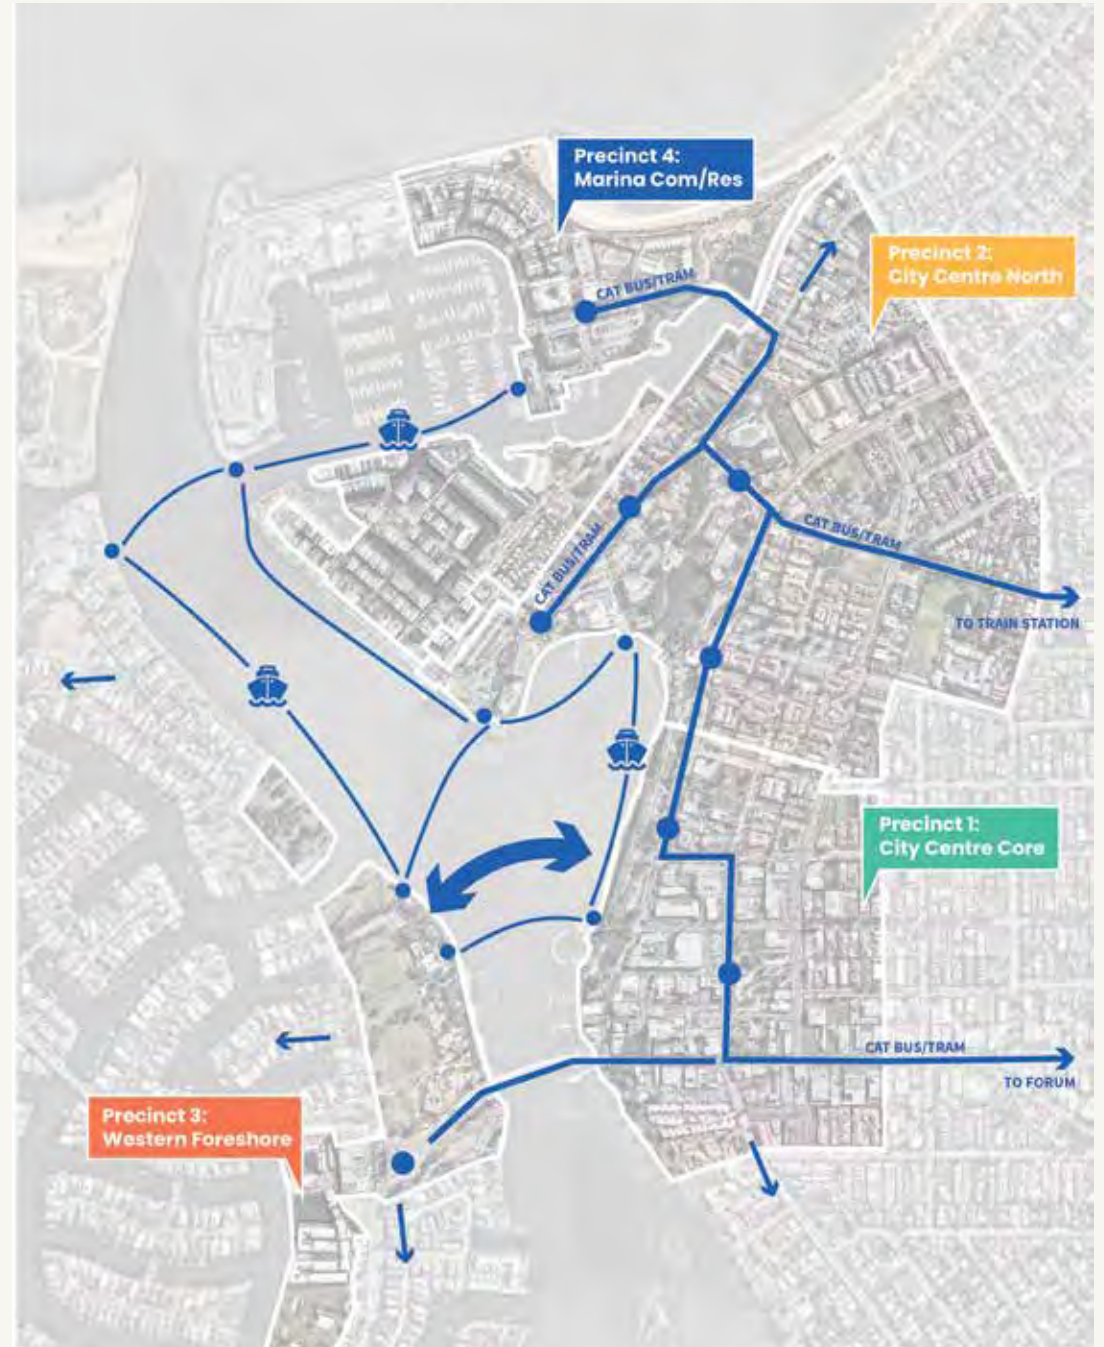 Precinct 4:
Marina Com/Res
Precinct 2:
City Centre North
CAT BUS/TRAM
CAT BUS/TRAM
CAT BUS/TRAM
TO TRAIN STATION
Precinct 1:
City Centre Core
CAT BUS/TRAM
TO FORUM
Precinct 3:
Western Foreshore